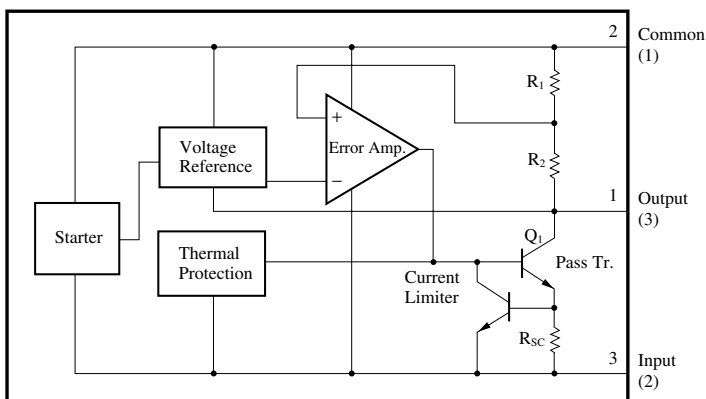 2
Common
(1)
R1
+
Error Amp.
Voltage
Reference
R2
−
1
Output
(3)
Starter
Thermal
Protection
Q1
Pass Tr.
Current
Limiter
RSC
3
Input
(2)